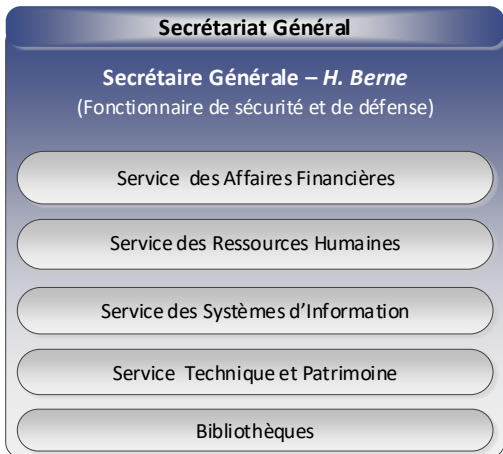 Secrétariat Général
Secrétaire Générale – H. Berne
(Fonctionnaire de sécurité et de défense)
Service des Affaires Financières
Service des Ressources Humaines
Service des Systèmes d'Information
Service Technique et Patrimoine
Bibliothèques